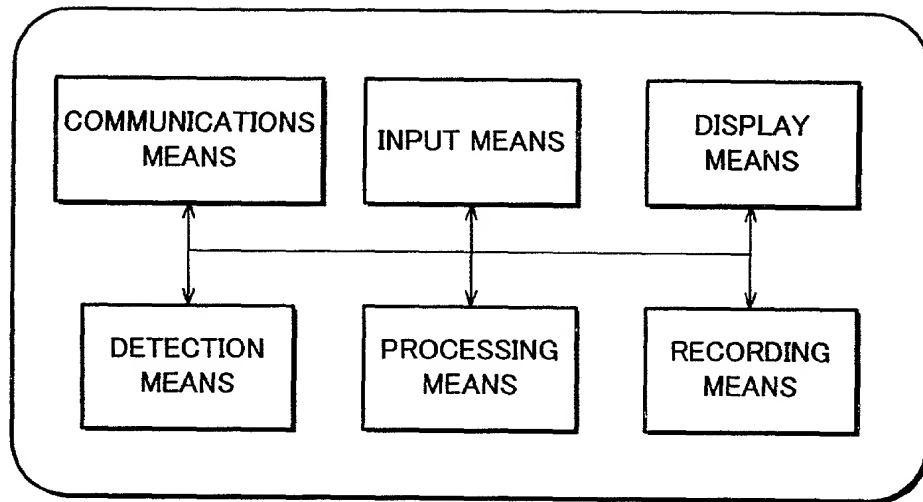 COMMUNICATIONS
MEANS
INPUT MEANS
DISPLAY
MEANS
DETECTION
MEANS
PROCESSING
MEANS
RECORDING
MEANS